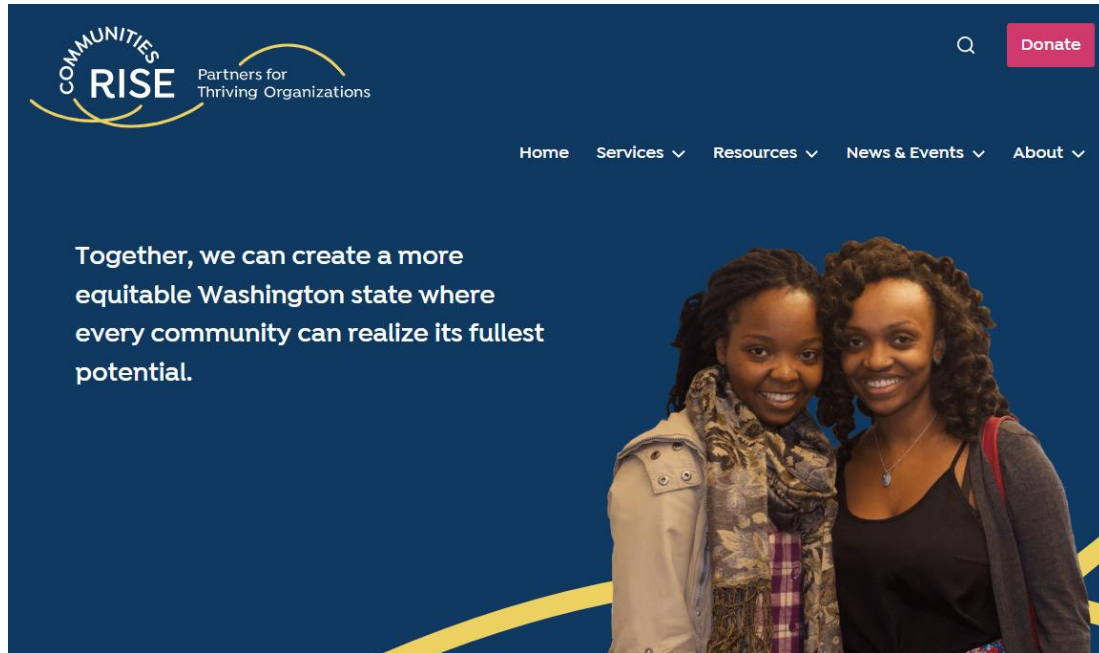 COMMUNITIES
RISE
Partners for
Thriving Organizations
Donate
Home Services Resources News & Events About
Together, we can create a more
equitable Washington state where
every community can realize its fullest
potential.